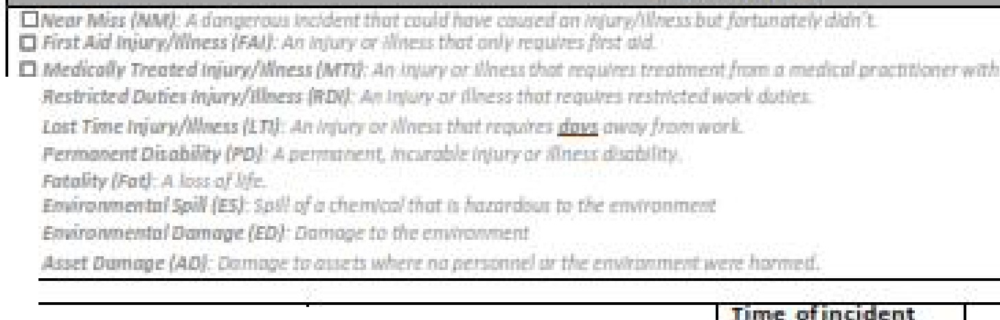 ☐ Near Miss (NM): A dangerous incident that could have caused an injury/illness but fortunately didn't.
☐ First Aid Injury/Illness (FAI): An injury or illness that only requires first aid.
☐ Medically Treated Injury/Illness (MTI): An injury or illness that requires treatment from a medical practitioner with
Restricted Duties Injury/Illness (RDI): An injury or illness that requires restricted work duties.
Lost Time Injury/Illness (LTI): An injury or illness that requires days away from work.
Permanent Disability (PD): A permanent, incurable injury or illness disability.
Fatality (Fat): A loss of life.
Environmental Spill (ES): Spill of a chemical that is hazardous to the environment
Environmental Damage (ED): Damage to the environment
Asset Damage (AD): Damage to assets where no personnel or the environment were harmed.
Time of incident